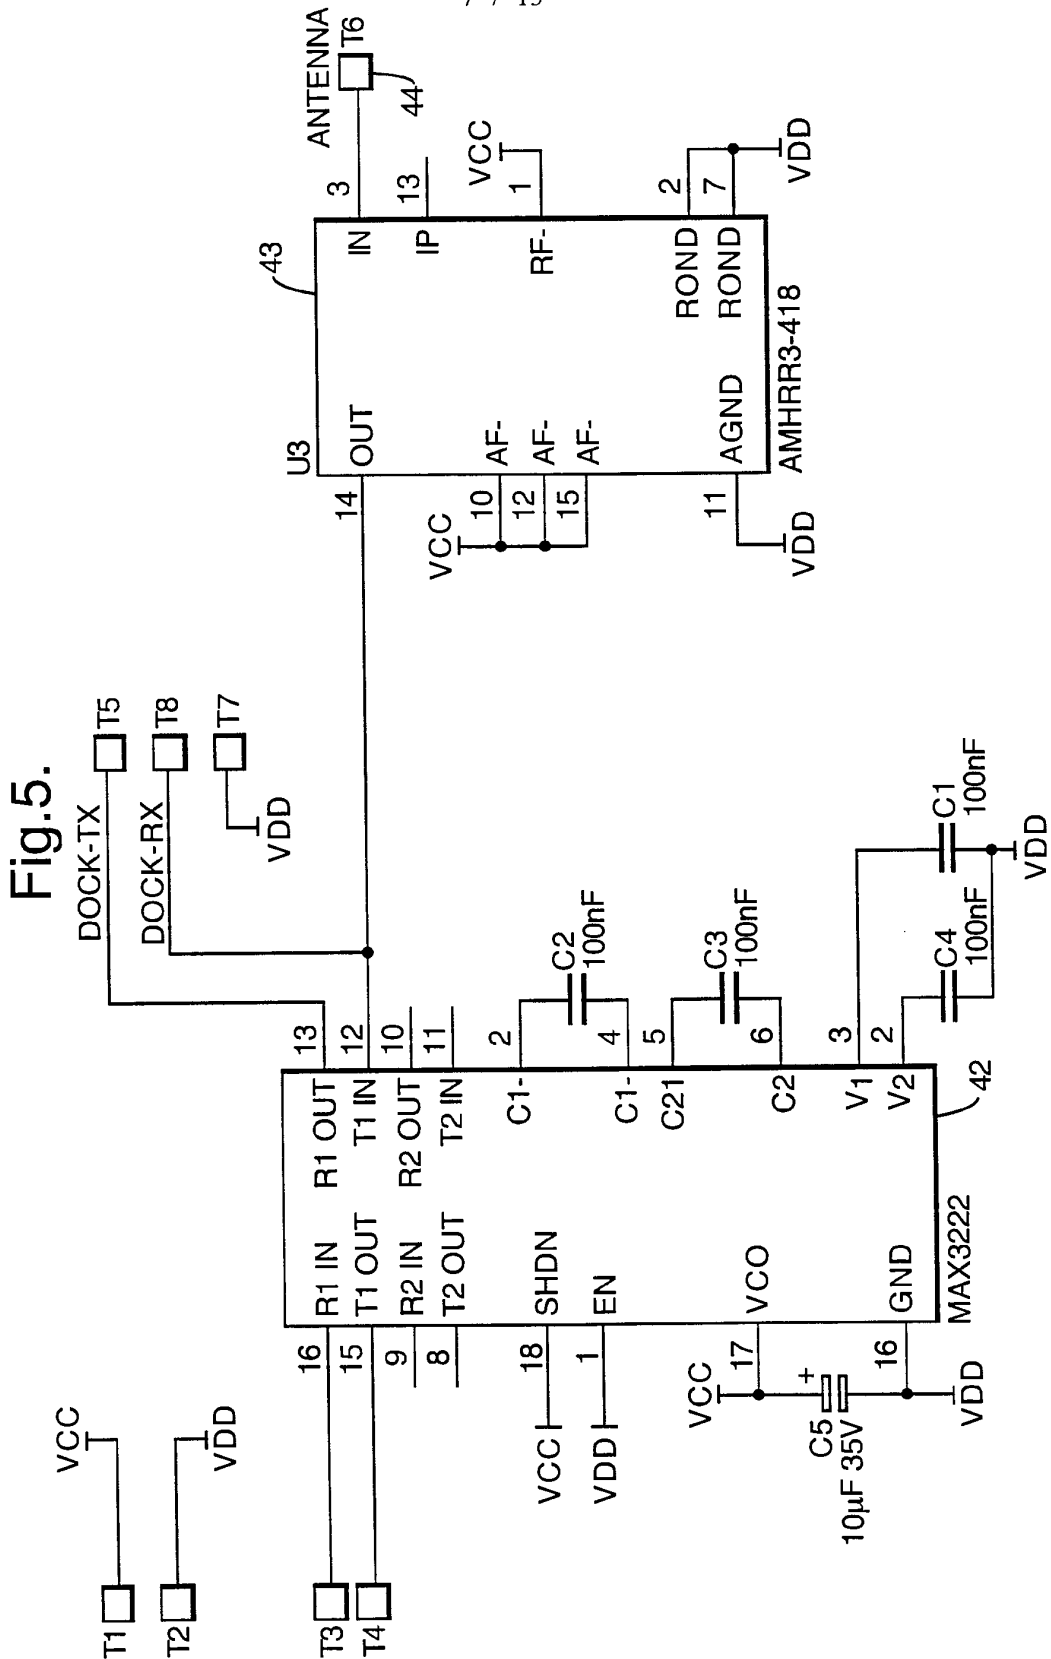 Fig.5.
VCC
T1
T2
VDD
T3
T4
16
15
9
8
18
1
VCC
VDD
17
16
VCC
+
C5
10µF 35V
VDD
R1 IN
T1 OUT
R2 IN
T2 OUT
SHDN
EN
VCO
GND
MAX3222
R1 OUT
T1 IN
R2 OUT
T2 IN
C1-
C1-
C21
C2
V1
V2
42
13
12
10
11
2
4
5
6
3
2
C2
100nF
C3
100nF
C4
100nF
C1
100nF
VDD
DOCK-TX
T5
DOCK-RX
T8
T7
VDD
U3
43
14
OUT
VCC
10
12
15
AF-
AF-
AF-
11
AGND
VDD
AMHRR3-418
IN
IP
RF-
ROND
ROND
3
13
1
2
7
ANTENNA
T6
44
VCC
VDD